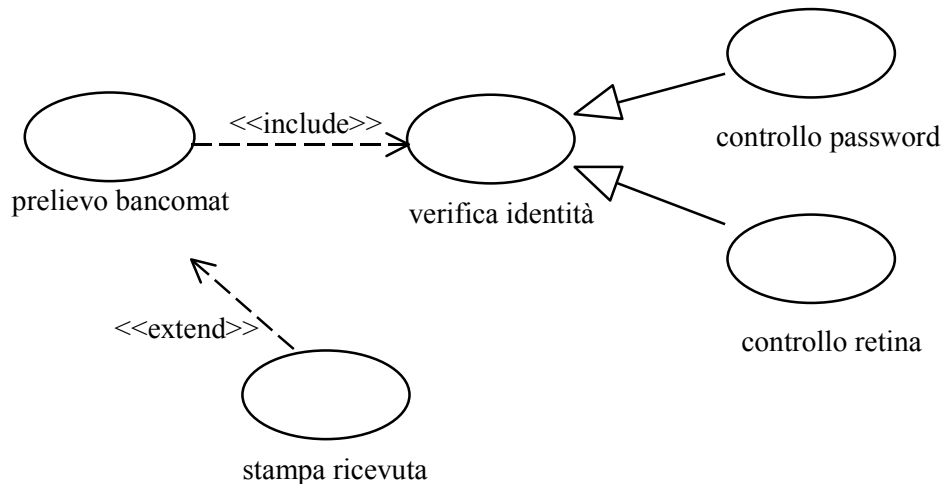 <<include>>
controllo password
prelievo bancomat
verifica identità
<<extend>>
controllo retina
stampa ricevuta